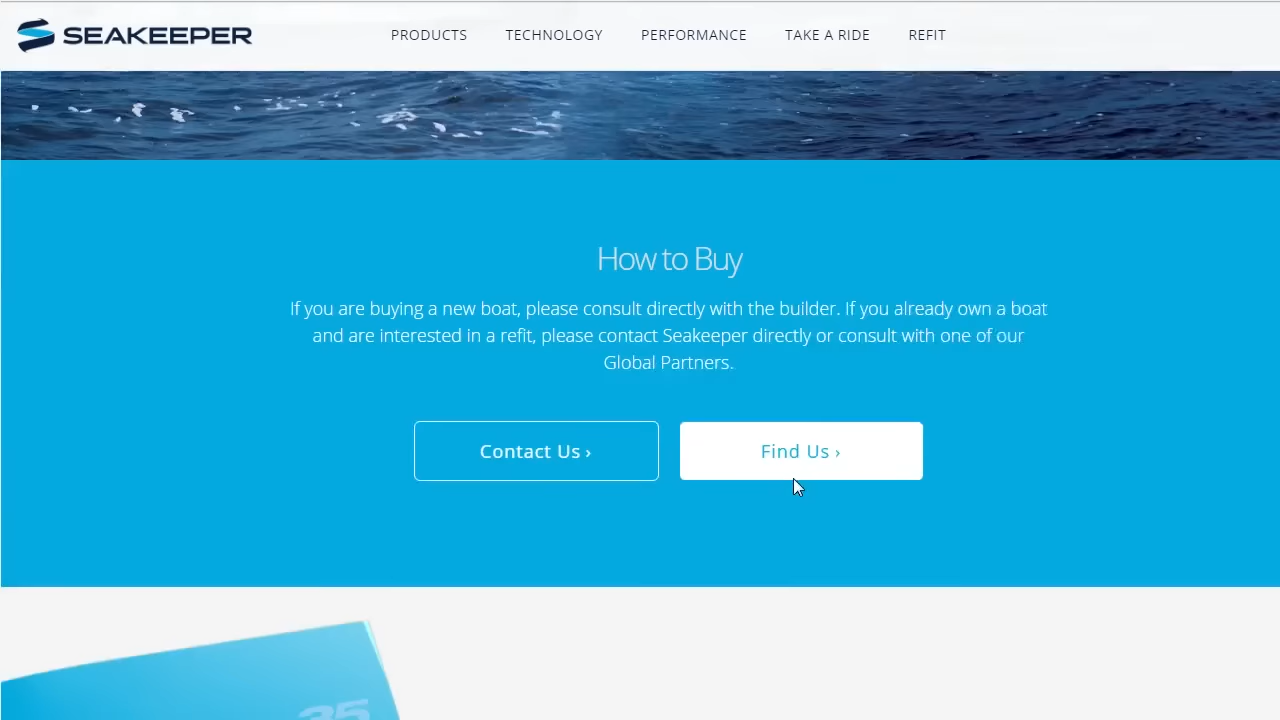 SEAKEEPER
PRODUCTS TECHNOLOGY PERFORMANCE TAKE A RIDE REFIT
How to Buy
If you are buying a new boat, please consult directly with the builder. If you already own a boat
and are interested in a refit, please contact Seakeeper directly or consult with one of our
Global Partners.
Contact Us ›
Find Us ›
35